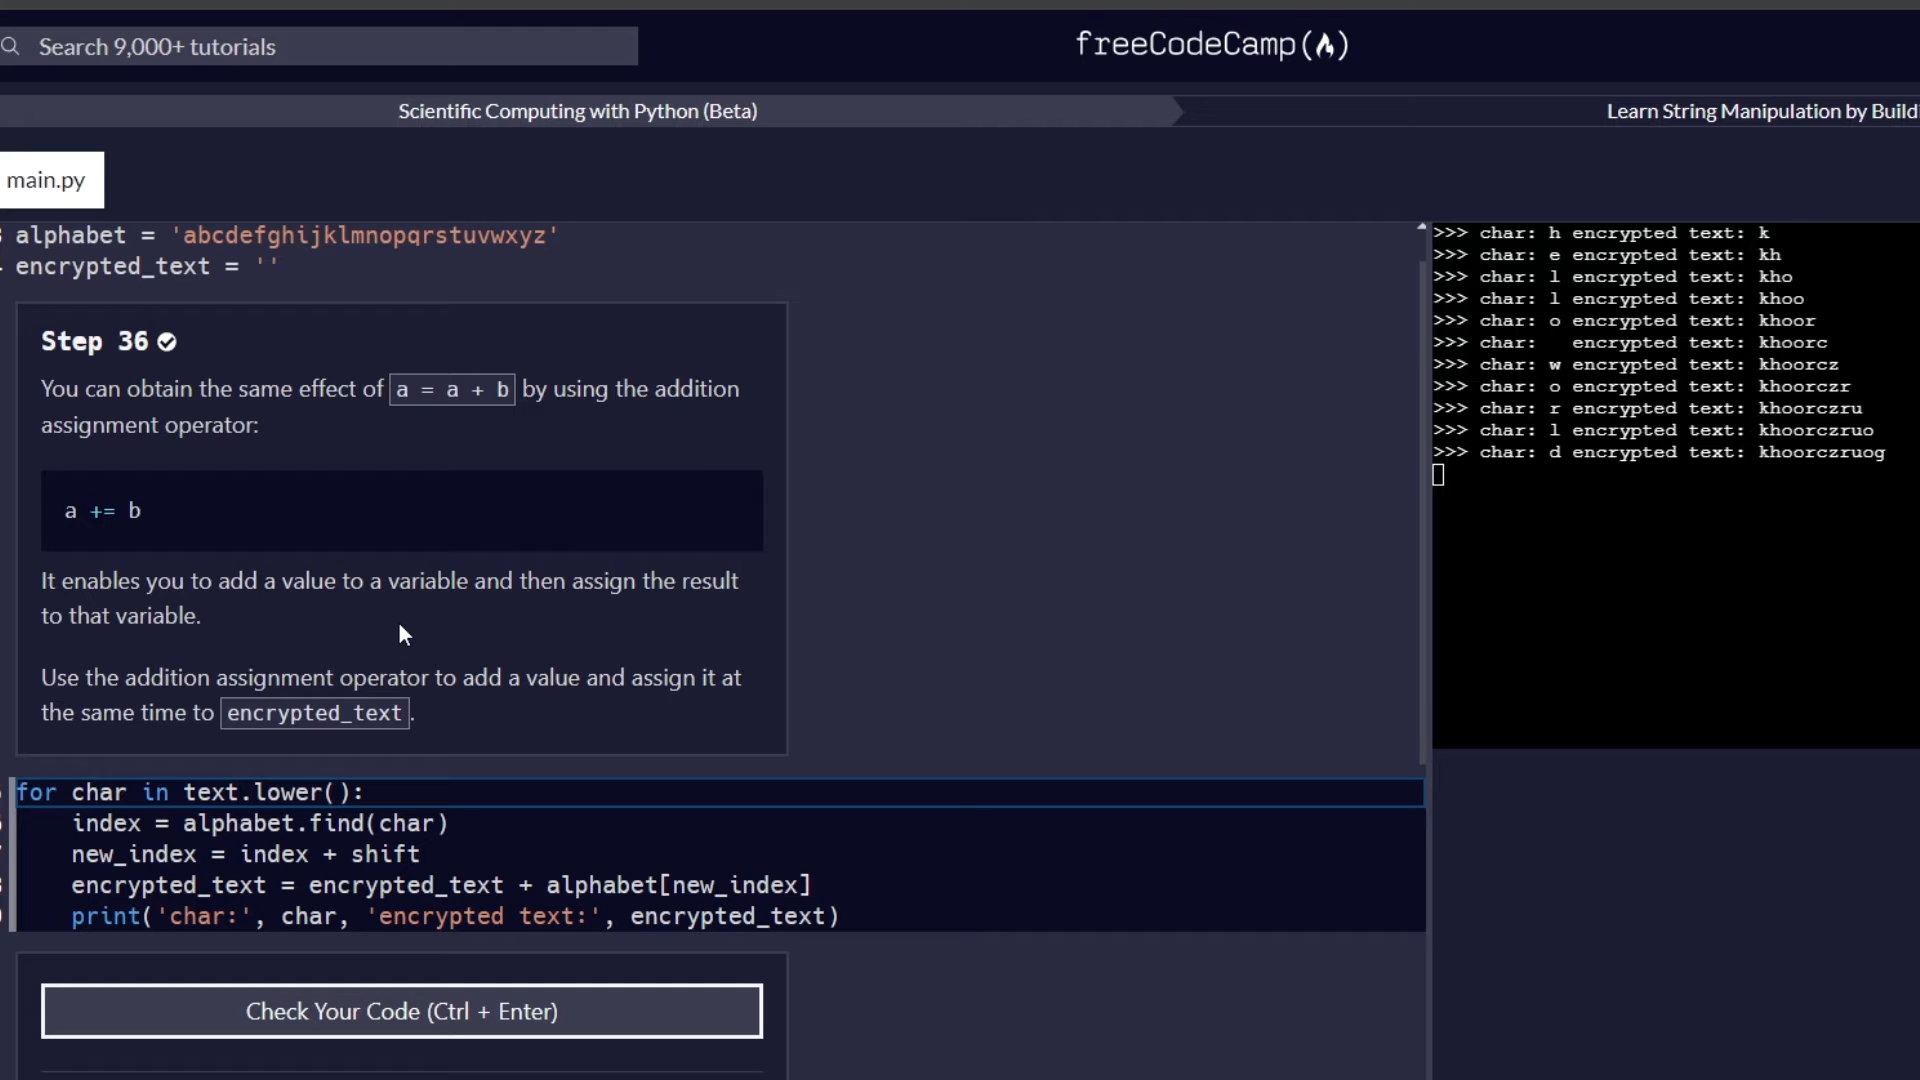 Search 9,000+ tutorials
freeCodeCamp
Scientific Computing with Python (Beta)
Learn String Manipulation by Buildi
main.py
alphabet = 'abcdefghijklmnopqrstuvwxyz'
encrypted_text = ''
Step 36
You can obtain the same effect of a = a + b by using the addition
assignment operator:
a += b
It enables you to add a value to a variable and then assign the result
to that variable.
Use the addition assignment operator to add a value and assign it at
the same time to encrypted_text.
for char in text.lower():
    index = alphabet.find(char)
    new_index = index + shift
    encrypted_text = encrypted_text + alphabet[new_index]
    print('char:', char, 'encrypted text:', encrypted_text)
Check Your Code (Ctrl + Enter)
>>> char: h encrypted text: k
>>> char: e encrypted text: kh
>>> char: l encrypted text: kho
>>> char: l encrypted text: khoo
>>> char: o encrypted text: khoor
>>> char:   encrypted text: khoorc
>>> char: w encrypted text: khoorcz
>>> char: o encrypted text: khoorczr
>>> char: r encrypted text: khoorczru
>>> char: l encrypted text: khoorczruo
>>> char: d encrypted text: khoorczruog